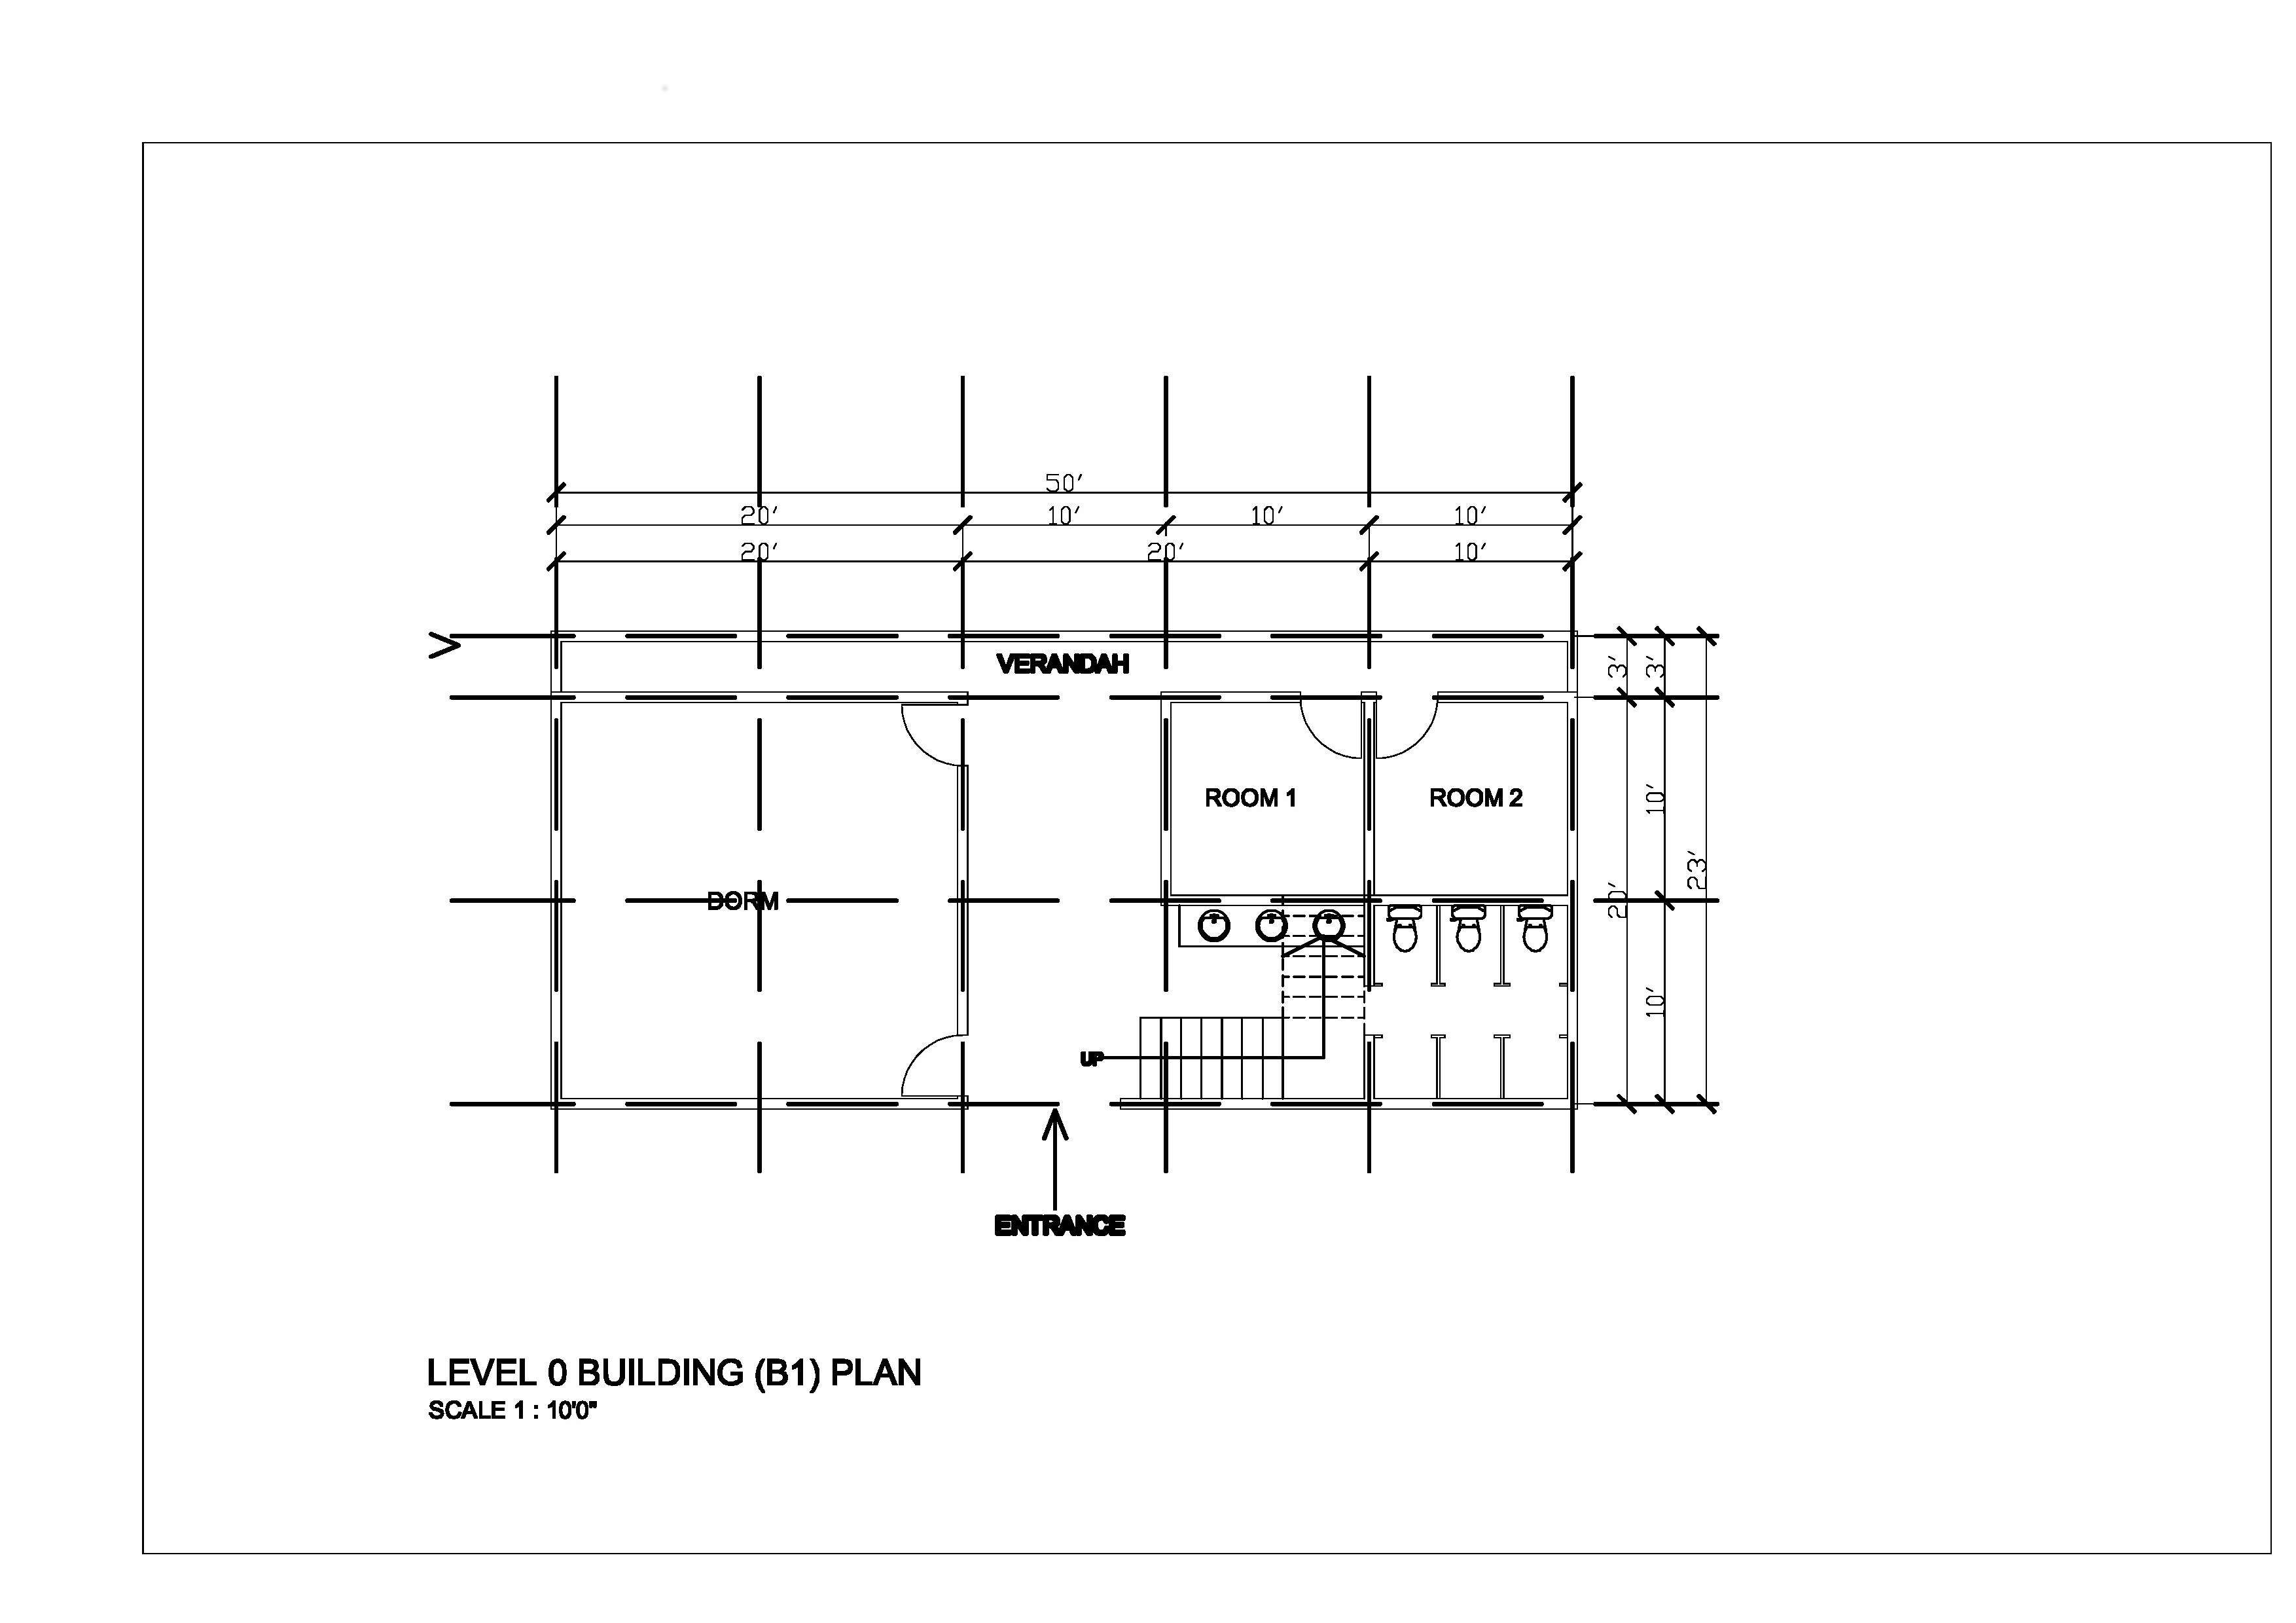 50'
20' 10' 10' 10'
20' 20' 10'
>
VERANDAH
3' 3'
ROOM 1 ROOM 2 10'
DORM 20' 23'
10'
UP
ENTRANCE
LEVEL 0 BUILDING (B1) PLAN
SCALE 1 : 10'0"